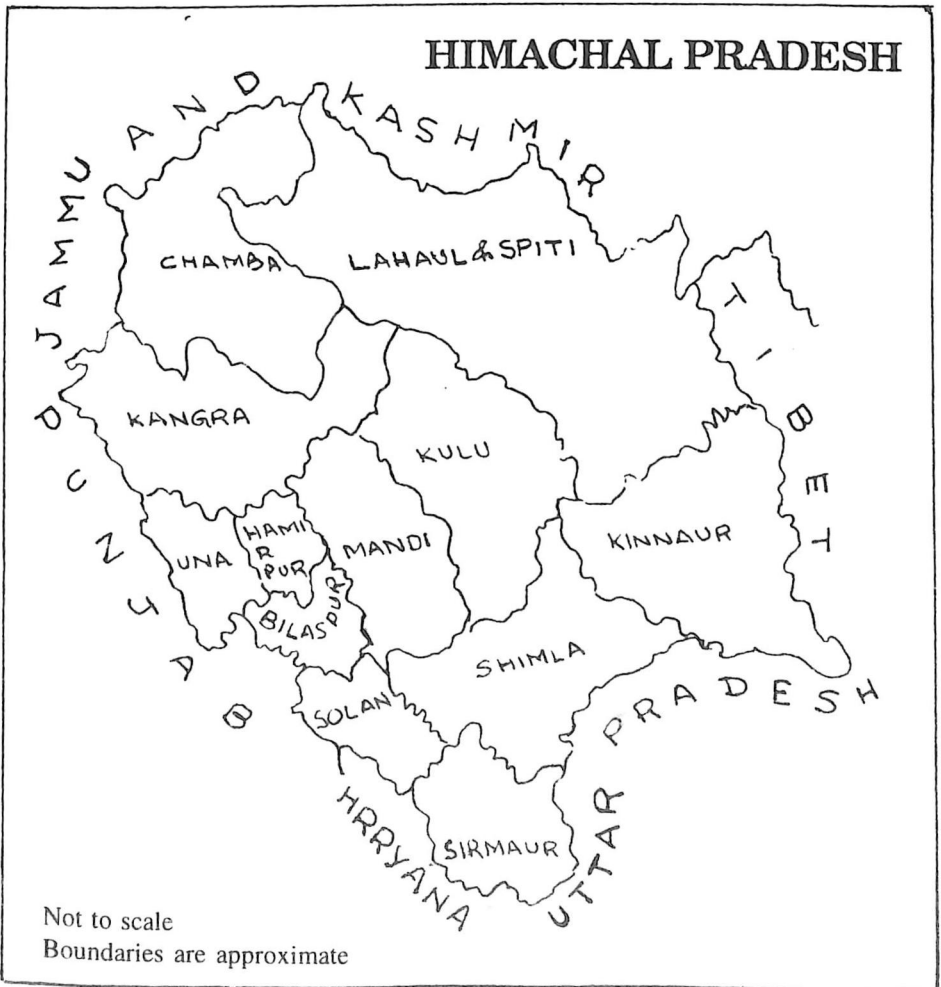 HIMACHAL PRADESH
JAMMU AND KASHMIR
CHAMBA
LAHAUL & SPITI
TIBET
KANGRA
KULU
PUNJAB
UNA
HAMI
R
PUR
MANDI
KINNAUR
BILASPUR
SHIMLA
SOLAN
UTTAR PRADESH
HRRYANA
SIRMAUR
Not to scale
Boundaries are approximate